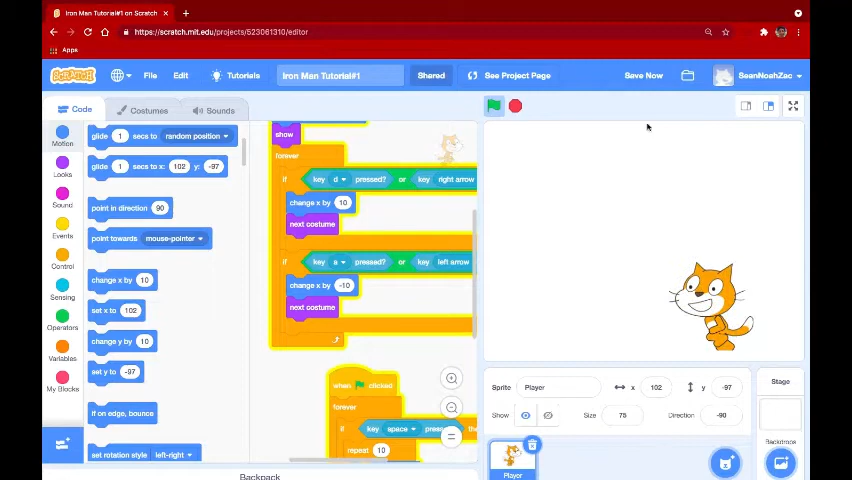 Iron Man Tutorial#1 on Scratch
https://scratch.mit.edu/projects/523061310/editor
Apps
SCRATCH
File
Edit
Tutorials
Iron Man Tutorial#1
Shared
See Project Page
Save Now
SeanNoahZac
Code
Costumes
Sounds
Motion
Looks
Sound
Events
Control
Sensing
Operators
Variables
My Blocks
glide 1 secs to random position
glide 1 secs to x: 102 y: -97
point in direction 90
point towards mouse-pointer
change x by 10
set x to 102
change y by 10
set y to -97
if on edge, bounce
set rotation style left-right
show
forever
if key d pressed? or key right arrow
change x by 10
next costume
if key a pressed? or key left arrow
change x by -10
next costume
when clicked
forever
if key space
repeat 10
Backpack
Sprite Player x 102 y -97
Show Size 75 Direction -90
Player
Stage
Backdrops